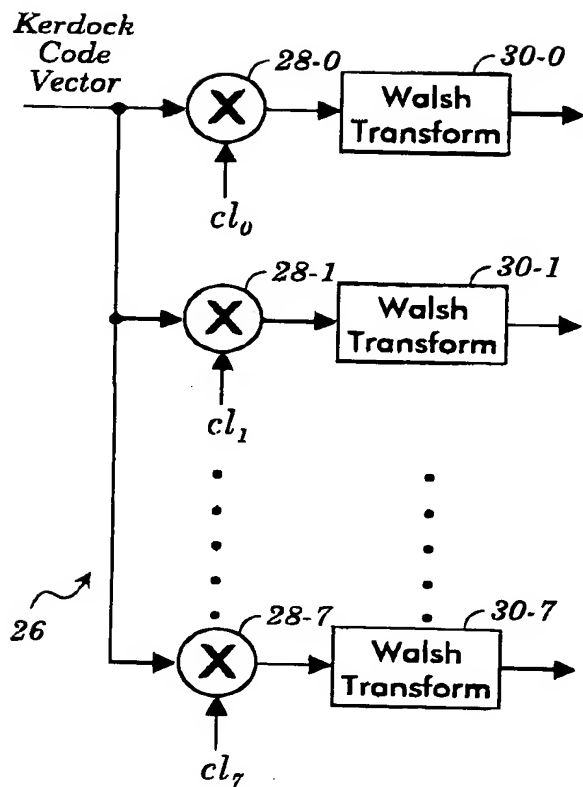 Kerdock
Code
Vector
28-0
30-0
X
Walsh
Transform
cl₀
28-1
30-1
X
Walsh
Transform
cl₁
26
28-7
30-7
X
Walsh
Transform
cl₇